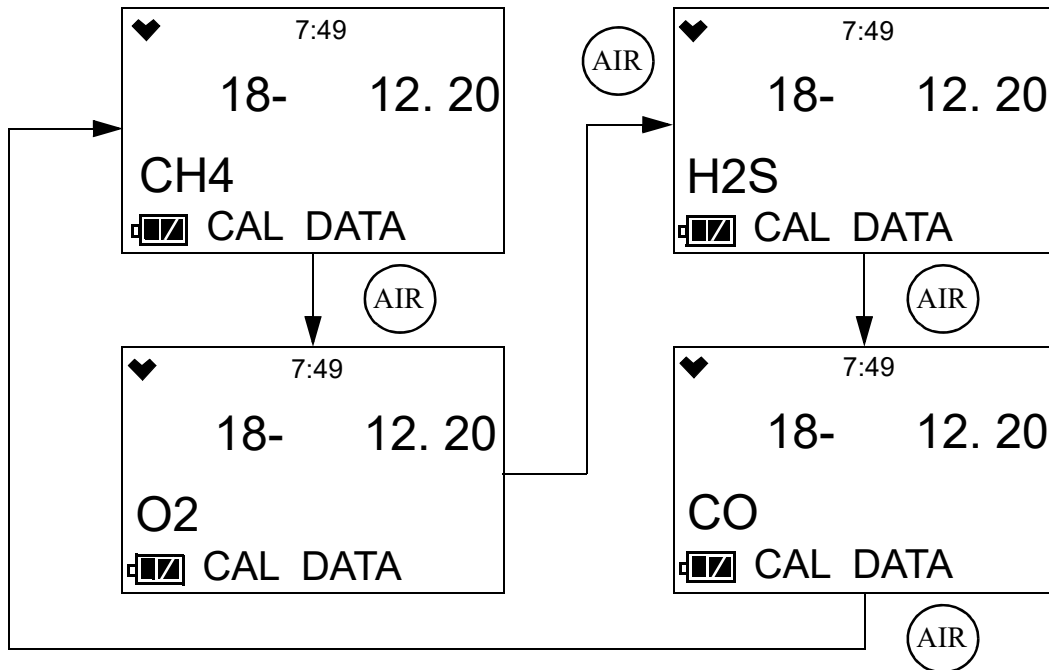 7:49
18- 12. 20
CH4
CAL DATA
AIR
7:49
18- 12. 20
O2
CAL DATA
AIR
7:49
18- 12. 20
H2S
CAL DATA
AIR
7:49
18- 12. 20
CO
CAL DATA
AIR